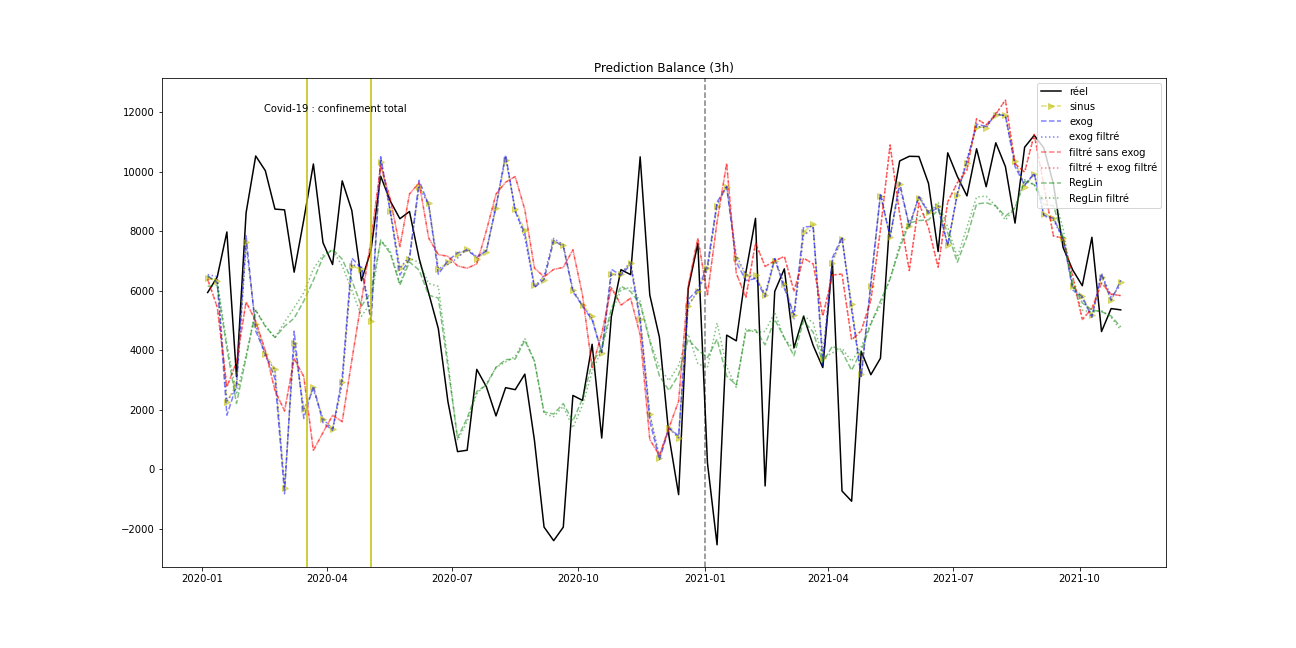 Prediction Balance (3h)
Covid-19 : confinement total
réel
sinus
exog
exog filtré
filtré sans exog
filtré + exog filtré
RegLin
RegLin filtré
12000
10000
8000
6000
4000
2000
0
−2000
2020-01
2020-04
2020-07
2020-10
2021-01
2021-04
2021-07
2021-10